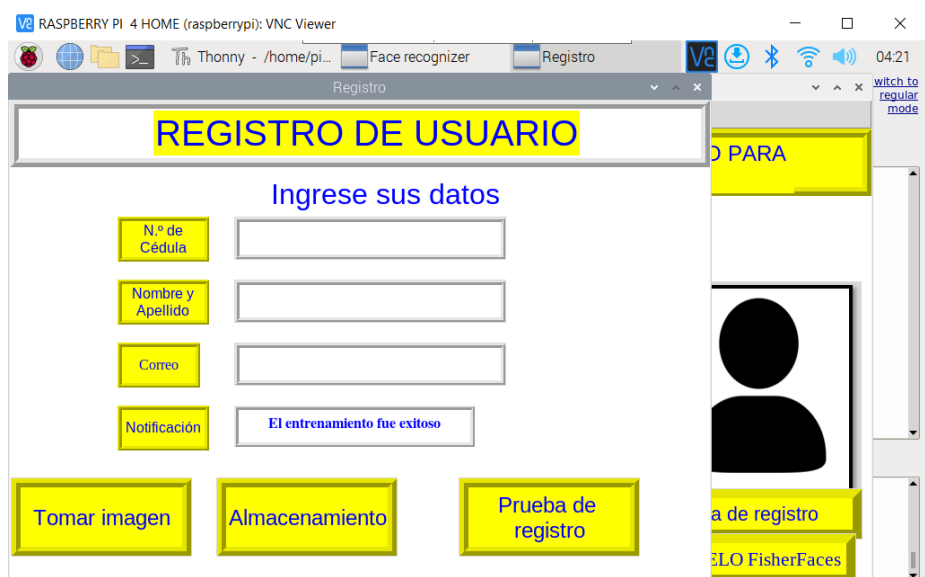 RASPBERRY PI 4 HOME (raspberrypi): VNC Viewer
Thonny - /home/pi... Face recognizer Registro 04:21
Registro
witch to
regular
mode
REGISTRO DE USUARIO
O PARA
Ingrese sus datos
N.º de
Cédula
Nombre y
Apellido
Correo
Notificación
El entrenamiento fue exitoso
Tomar imagen
Almacenamiento
Prueba de
registro
a de registro
ELO FisherFaces